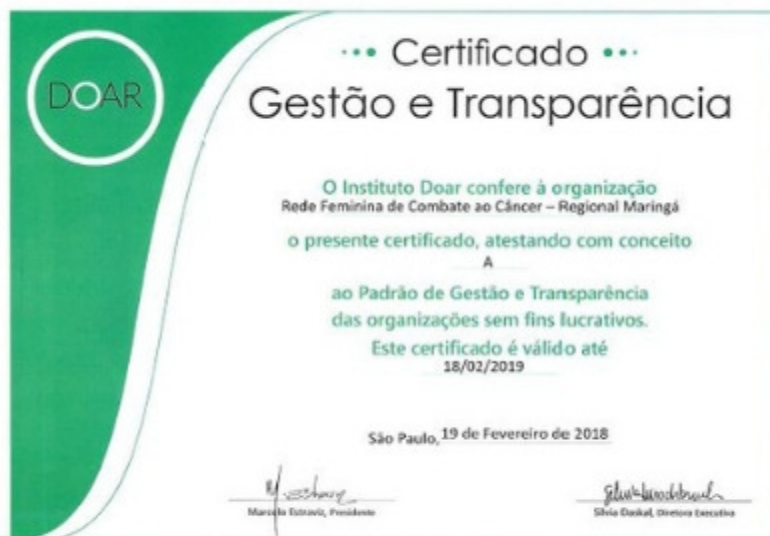 DOAR
Certificado
Gestão e Transparência
O Instituto Doar confere à organização
Rede Feminina de Combate ao Câncer – Regional Maringá
o presente certificado, atestando com conceito
A
ao Padrão de Gestão e Transparência
das organizações sem fins lucrativos.
Este certificado é válido até
18/02/2019
São Paulo, 19 de Fevereiro de 2018
Marcelo Estraviz, Presidente
Silvia Daskal, Diretora Executiva